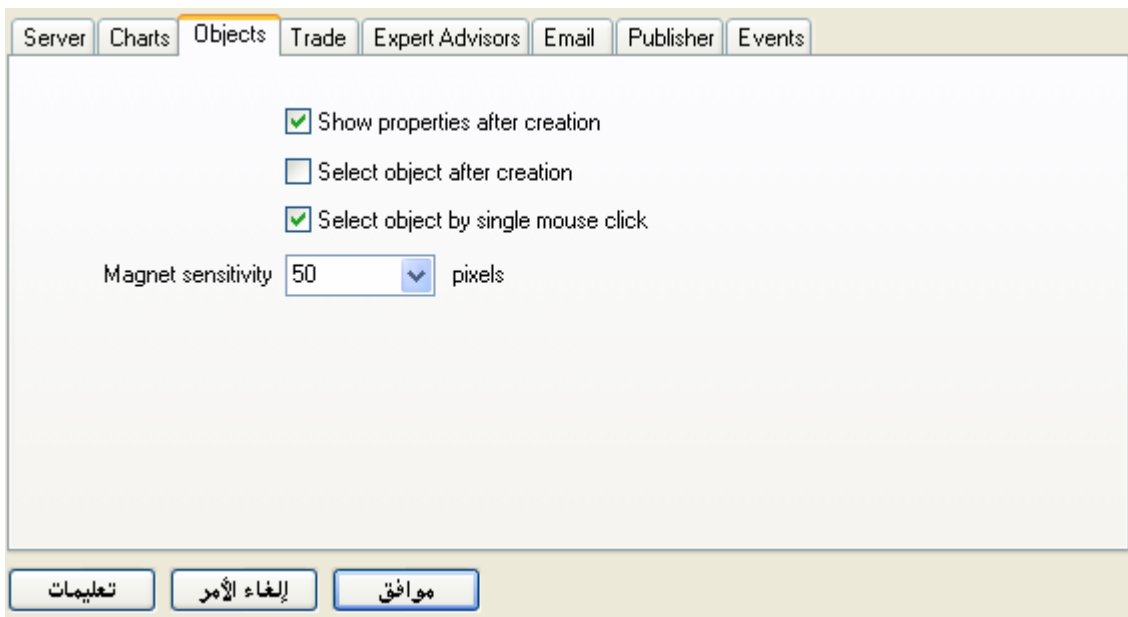 Server Charts Objects Trade Expert Advisors Email Publisher Events
Show properties after creation
Select object after creation
Select object by single mouse click
Magnet sensitivity 50 pixels
موافق إلغاء الأمر تعليمات